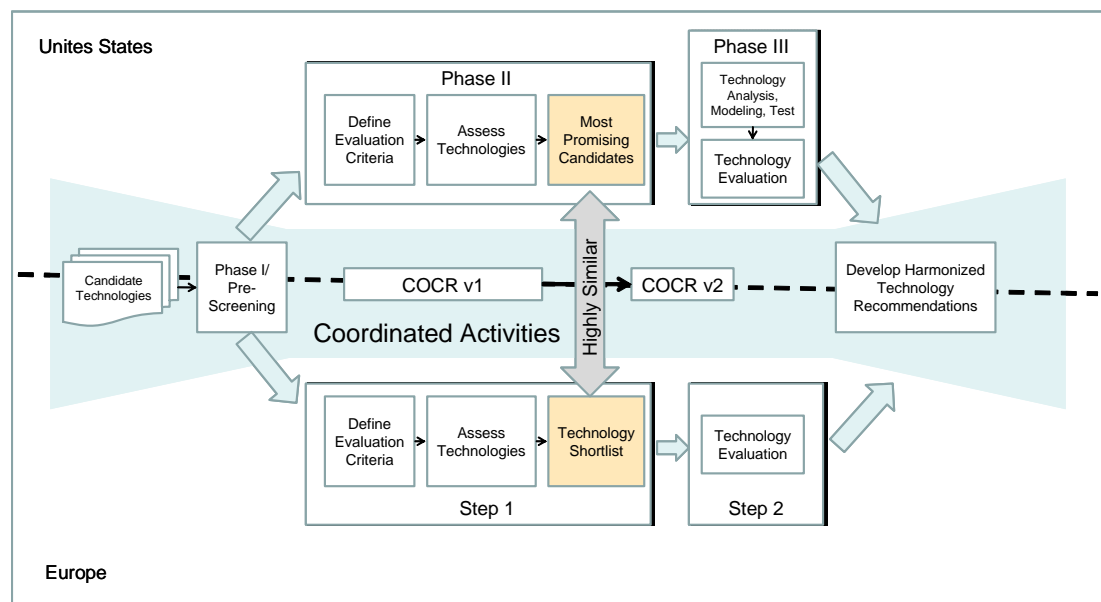 Unites States
Phase II
Define
Evaluation
Criteria
Assess
Technologies
Most
Promising
Candidates
Phase III
Technology
Analysis,
Modeling, Test
Technology
Evaluation
Candidate
Technologies
Phase I/
Pre-
Screening
COCR v1
Highly Similar
COCR v2
Develop Harmonized
Technology
Recommendations
Coordinated Activities
Define
Evaluation
Criteria
Assess
Technologies
Technology
Shortlist
Step 1
Technology
Evaluation
Step 2
Europe